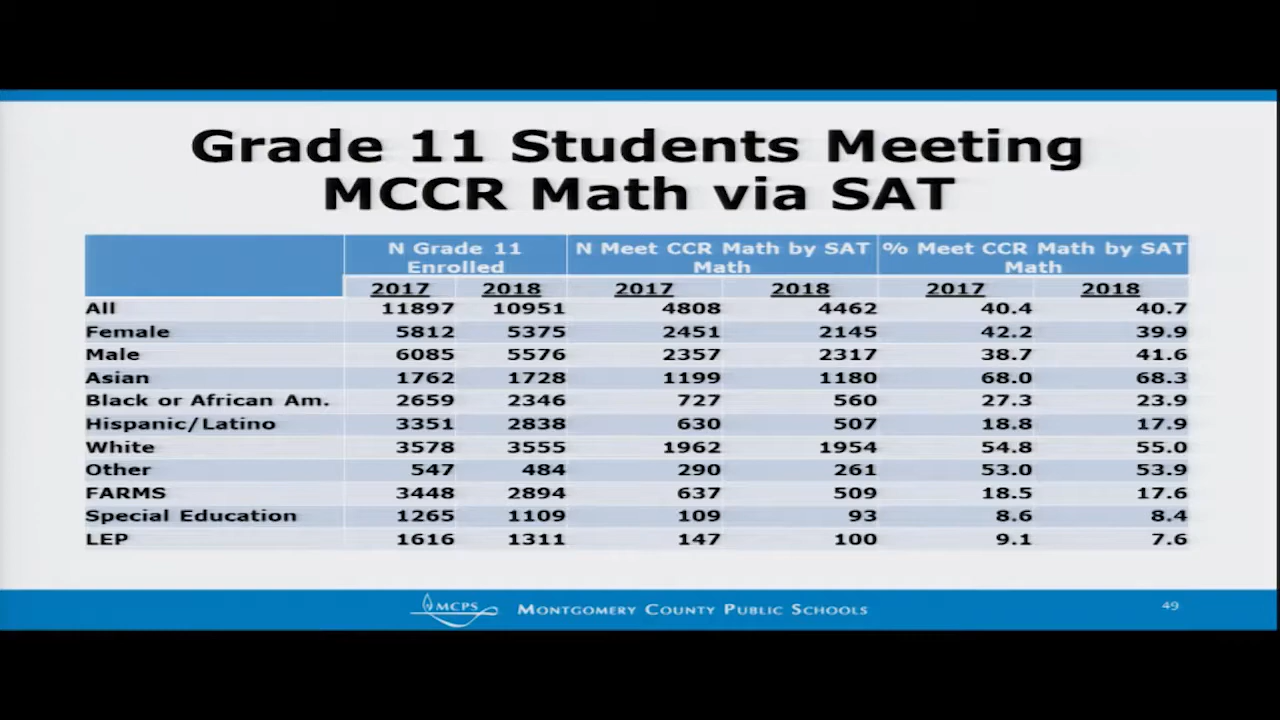 Grade 11 Students Meeting
MCCR Math via SAT
N Grade 11 Enrolled N Meet CCR Math by SAT Math % Meet CCR Math by SAT Math
2017 2018 2017 2018 2017 2018
All 11897 10951 4808 4462 40.4 40.7
Female 5812 5375 2451 2145 42.2 39.9
Male 6085 5576 2357 2317 38.7 41.6
Asian 1762 1728 1199 1180 68.0 68.3
Black or African Am. 2659 2346 727 560 27.3 23.9
Hispanic/Latino 3351 2838 630 507 18.8 17.9
White 3578 3555 1962 1954 54.8 55.0
Other 547 484 290 261 53.0 53.9
FARMS 3448 2894 637 509 18.5 17.6
Special Education 1265 1109 109 93 8.6 8.4
LEP 1616 1311 147 100 9.1 7.6
MCPS MONTGOMERY COUNTY PUBLIC SCHOOLS 49